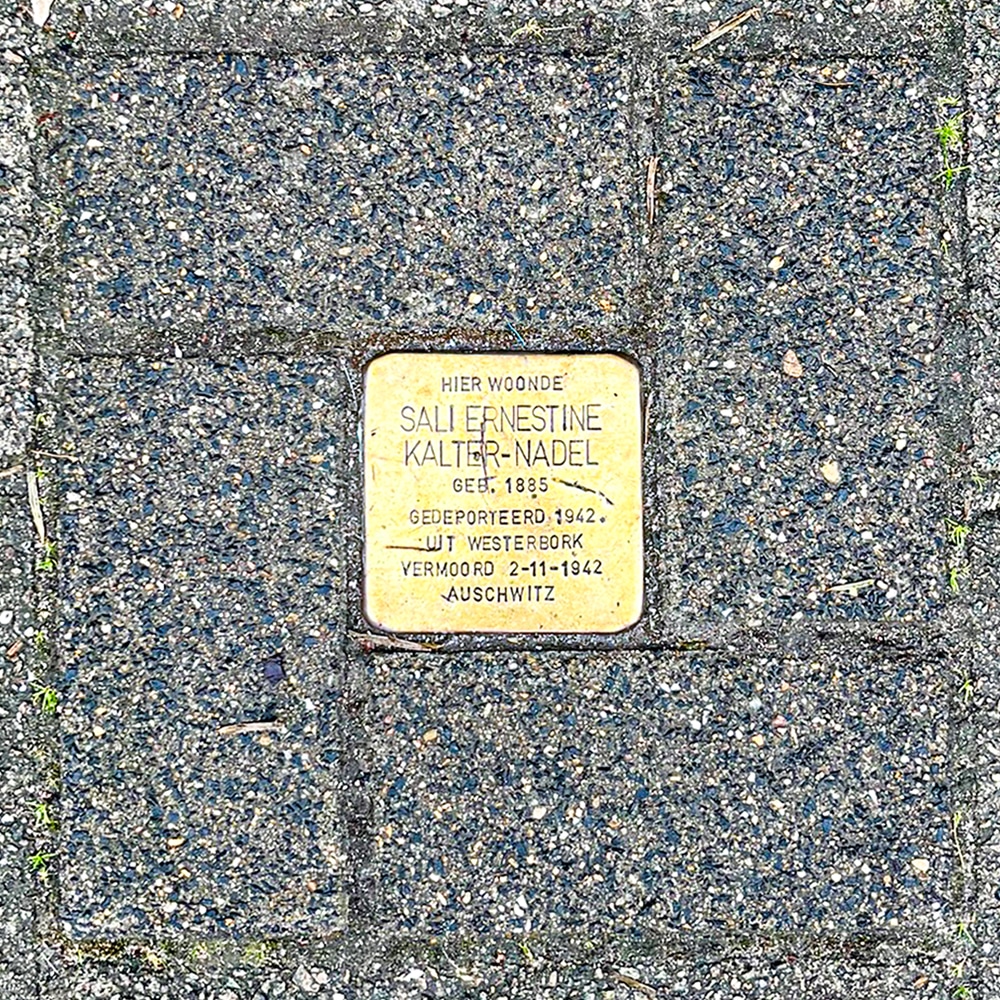 HIER WOONDE
SALI ERNESTINE
KALTER-NADEL
GEB. 1885
GEDEPORTEERD 1942
UIT WESTERBORK
VERMOORD 2-11-1942
AUSCHWITZ